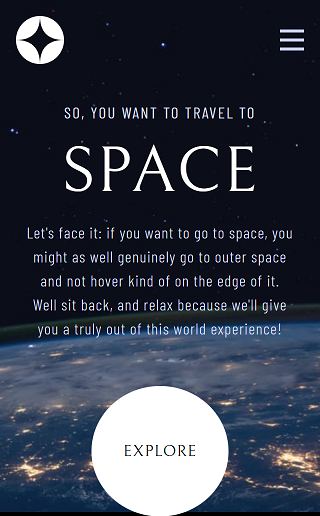 SO, YOU WANT TO TRAVEL TO
SPACE
Let's face it: if you want to go to space, you
might as well genuinely go to outer space
and not hover kind of on the edge of it.
Well sit back, and relax because we'll give
you a truly out of this world experience!
EXPLORE